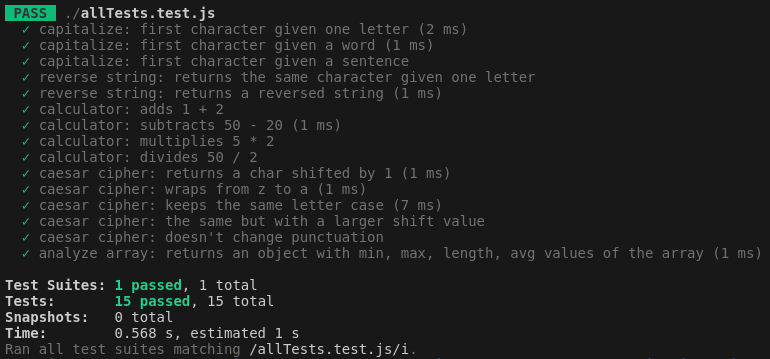 PASS ./allTests.test.js
✓ capitalize: first character given one letter (2 ms)
✓ capitalize: first character given a word (1 ms)
✓ capitalize: first character given a sentence
✓ reverse string: returns the same character given one letter
✓ reverse string: returns a reversed string (1 ms)
✓ calculator: adds 1 + 2
✓ calculator: subtracts 50 - 20 (1 ms)
✓ calculator: multiplies 5 * 2
✓ calculator: divides 50 / 2
✓ caesar cipher: returns a char shifted by 1 (1 ms)
✓ caesar cipher: wraps from z to a (1 ms)
✓ caesar cipher: keeps the same letter case (7 ms)
✓ caesar cipher: the same but with a larger shift value
✓ caesar cipher: doesn't change punctuation
✓ analyze array: returns an object with min, max, length, avg values of the array (1 ms)
Test Suites: 1 passed, 1 total
Tests: 15 passed, 15 total
Snapshots: 0 total
Time: 0.568 s, estimated 1 s
Ran all test suites matching /allTests.test.js/i.